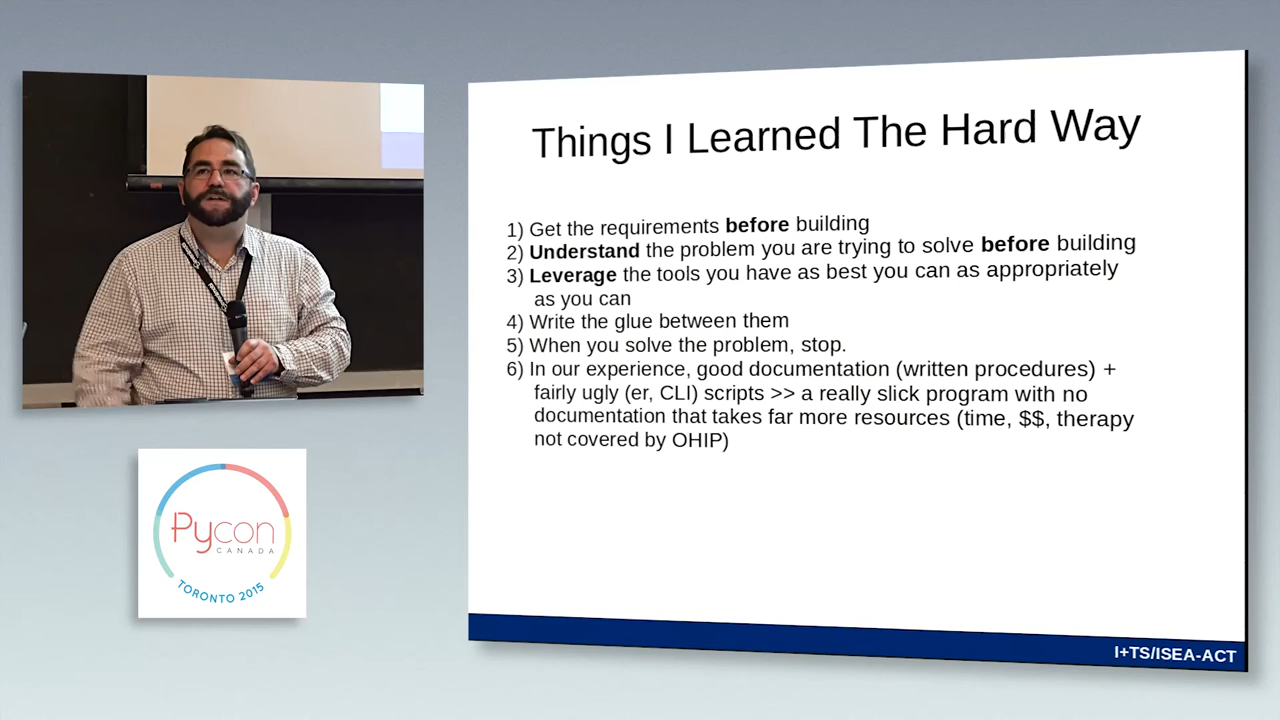 Things I Learned The Hard Way
1) Get the requirements before building
2) Understand the problem you are trying to solve before building
3) Leverage the tools you have as best you can as appropriately
as you can
4) Write the glue between them
5) When you solve the problem, stop.
6) In our experience, good documentation (written procedures) +
fairly ugly (er, CLI) scripts >> a really slick program with no
documentation that takes far more resources (time, $$, therapy
not covered by OHIP)
I+TS/ISEA-ACT
Pycon
CANADA
TORONTO 2015